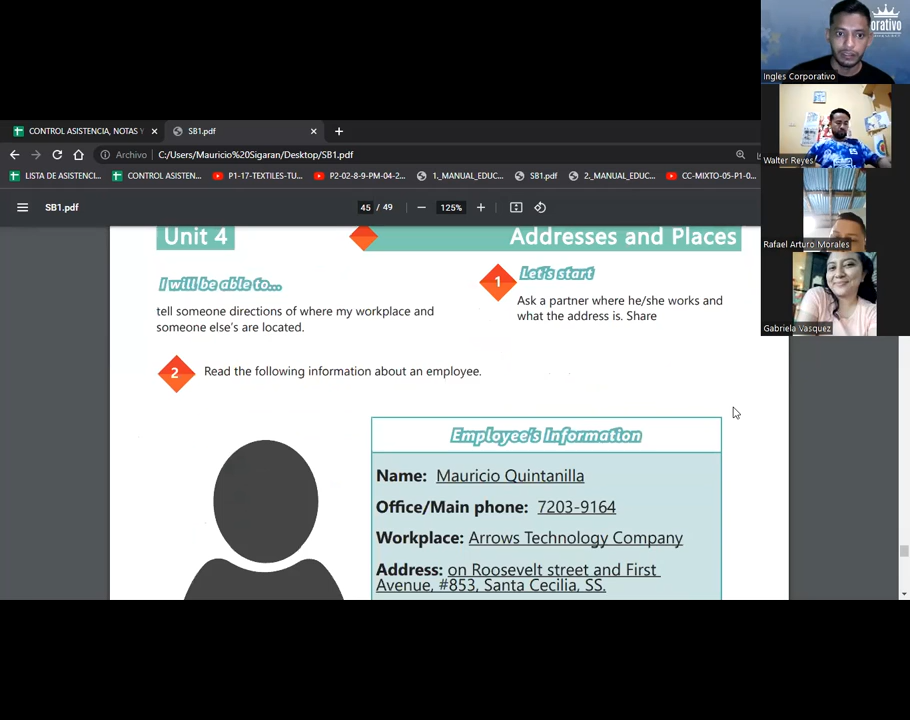 orativo
Ingles Corporativo
Walter Reyes
Rafael Arturo Morales
Gabriela Vasquez
CONTROL ASISTENCIA, NOTAS Y
SB1.pdf
Archivo C:/Users/Mauricio%20Sigaran/Desktop/SB1.pdf
LISTA DE ASISTENCI... CONTROL ASISTEN... P1-17-TEXTILES-TU... P2-02-8-9-PM-04-2... 1._MANUAL_EDUC... SB1.pdf 2._MANUAL_EDUC... CC-MIXTO-05-P1-0...
SB1.pdf 45 / 49 125%
Unit 4 Addresses and Places
I will be able to...
tell someone directions of where my workplace and
someone else's are located.
1 Let's start
Ask a partner where he/she works and
what the address is. Share
2 Read the following information about an employee.
Employee's Information
Name: Mauricio Quintanilla
Office/Main phone: 7203-9164
Workplace: Arrows Technology Company
Address: on Roosevelt street and First
Avenue, #853, Santa Cecilia, SS.